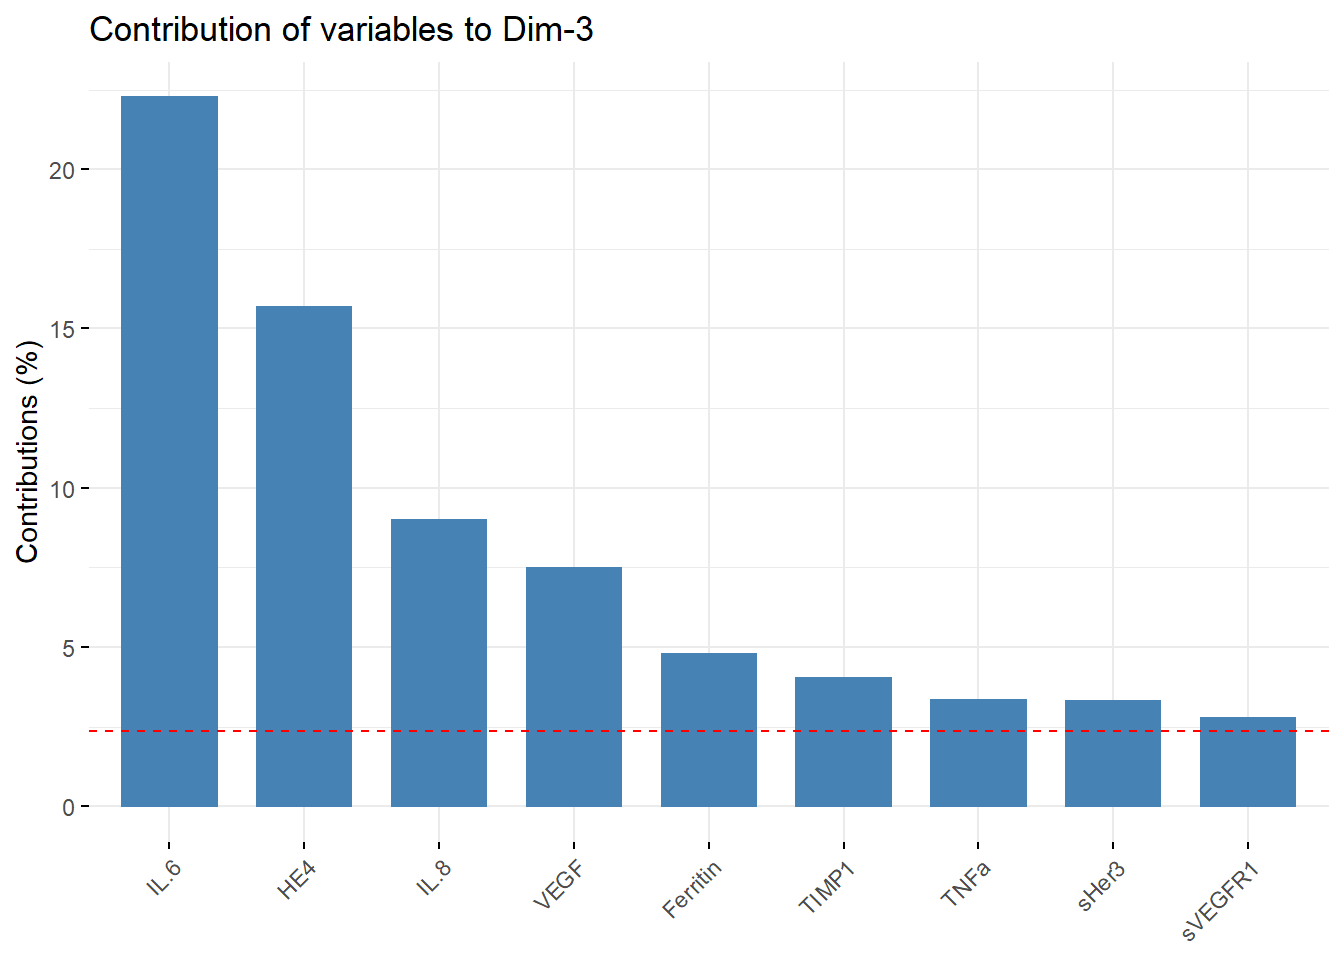 Contribution of variables to Dim-3
Contributions (%)
20
15
10
5
0
IL.6
HE4
IL.8
VEGF
Ferritin
TIMP1
TNFa
sHer3
sVEGFR1